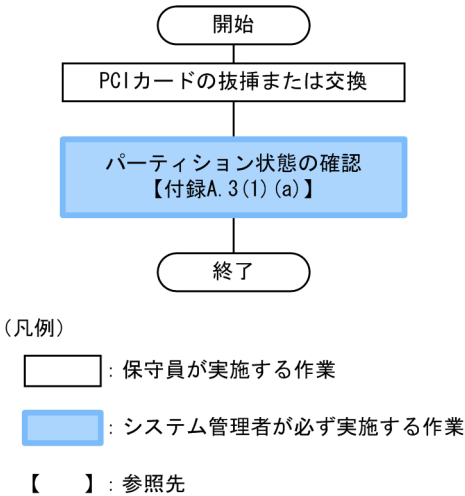 開始
PCIカードの抜挿または交換
パーティション状態の確認
【付録A.3(1)(a)】
終了
(凡例)
：保守員が実施する作業
：システム管理者が必ず実施する作業
【　　】：参照先